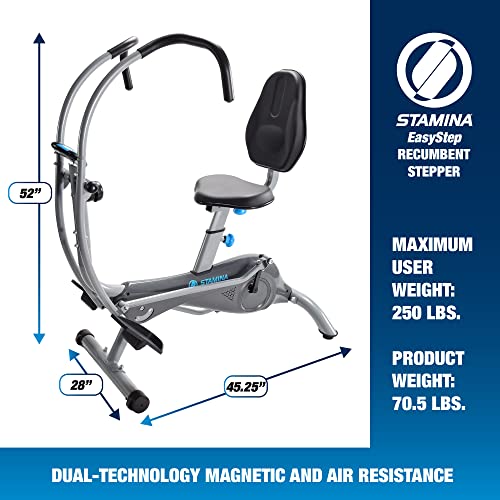 STAMINA
EasyStep
RECUMBENT
STEPPER
52"
STAMINA
28"
45.25"
MAXIMUM
USER
WEIGHT:
250 LBS.
PRODUCT
WEIGHT:
70.5 LBS.
DUAL-TECHNOLOGY MAGNETIC AND AIR RESISTANCE